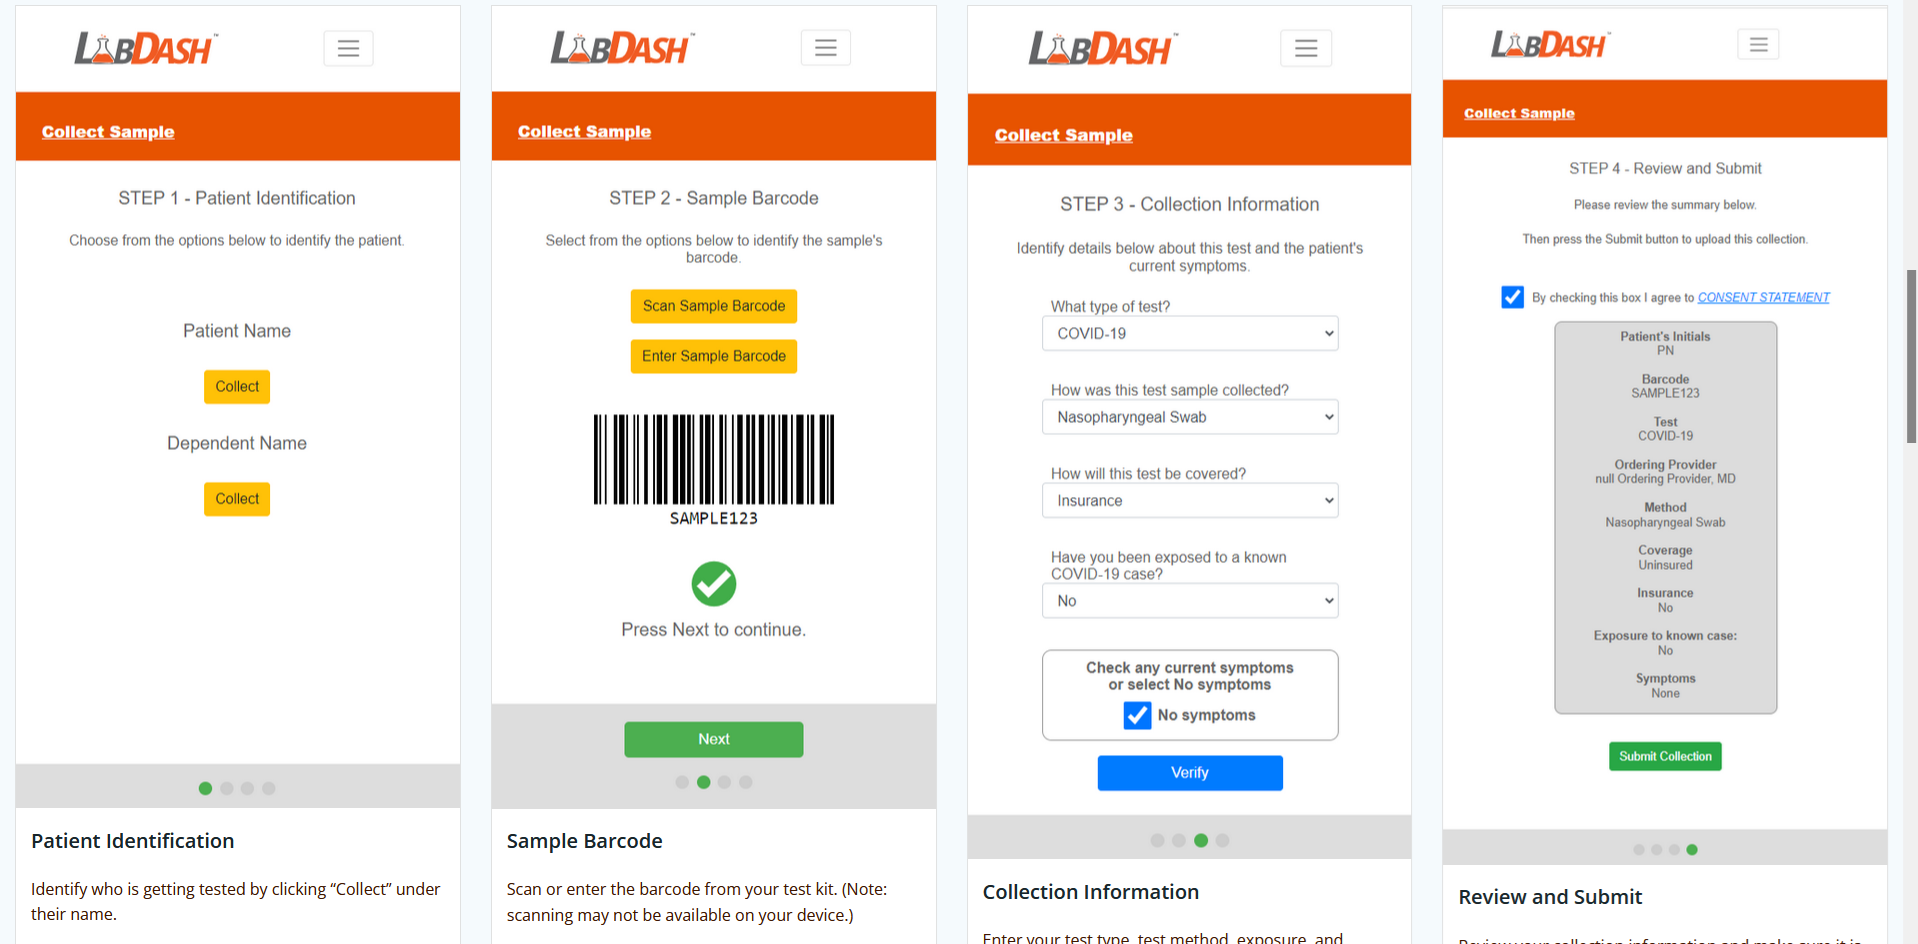 LABDASH™
Collect Sample
STEP 1 - Patient Identification
Choose from the options below to identify the patient.
Patient Name
Collect
Dependent Name
Collect
Patient Identification
Identify who is getting tested by clicking “Collect” under
their name.
LABDASH™
Collect Sample
STEP 2 - Sample Barcode
Select from the options below to identify the sample's
barcode.
Scan Sample Barcode
Enter Sample Barcode
SAMPLE123
Press Next to continue.
Next
Sample Barcode
Scan or enter the barcode from your test kit. (Note:
scanning may not be available on your device.)
LABDASH™
Collect Sample
STEP 3 - Collection Information
Identify details below about this test and the patient's
current symptoms.
What type of test?
COVID-19
How was this test sample collected?
Nasopharyngeal Swab
How will this test be covered?
Insurance
Have you been exposed to a known
COVID-19 case?
No
Check any current symptoms
or select No symptoms
No symptoms
Verify
Collection Information
Enter your test type, test method, exposure, and
LABDASH™
Collect Sample
STEP 4 - Review and Submit
Please review the summary below.
Then press the Submit button to upload this collection.
By checking this box I agree to CONSENT STATEMENT
Patient's Initials
PN
Barcode
SAMPLE123
Test
COVID-19
Ordering Provider
null Ordering Provider, MD
Method
Nasopharyngeal Swab
Coverage
Uninsured
Insurance
No
Exposure to known case:
No
Symptoms
None
Submit Collection
Review and Submit
Review your collection information and make sure it is